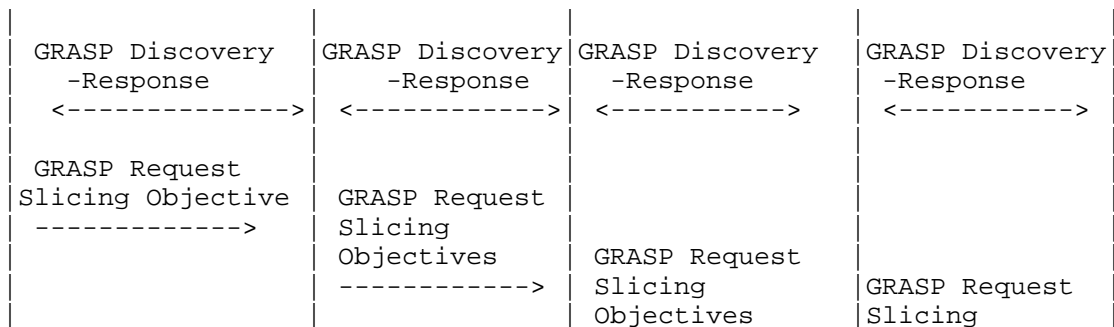 |                  |               |                |               |
| GRASP Discovery  |GRASP Discovery|GRASP Discovery |GRASP Discovery|
|   -Response      |    -Response  |  -Response     | -Response     |
|  <-------------->| <------------>| <----------->  | <----------->  |
|                  |               |                |               |
| GRASP Request    |               |                |               |
|Slicing Objective | GRASP Request |                |               |
| ------------->   | Slicing       |                |               |
|                  | Objectives    | GRASP Request  |               |
|                  | ------------> | Slicing        |GRASP Request  |
|                  |               | Objectives     |Slicing        |